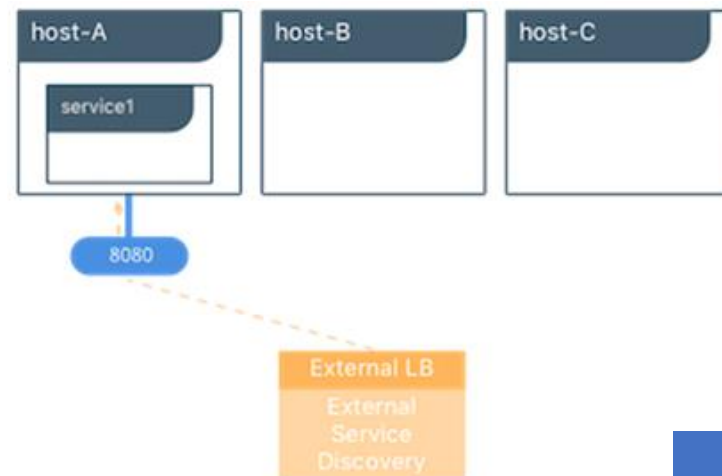 host-A
host-B
host-C
service1
8080
External LB
External
Service
Discovery